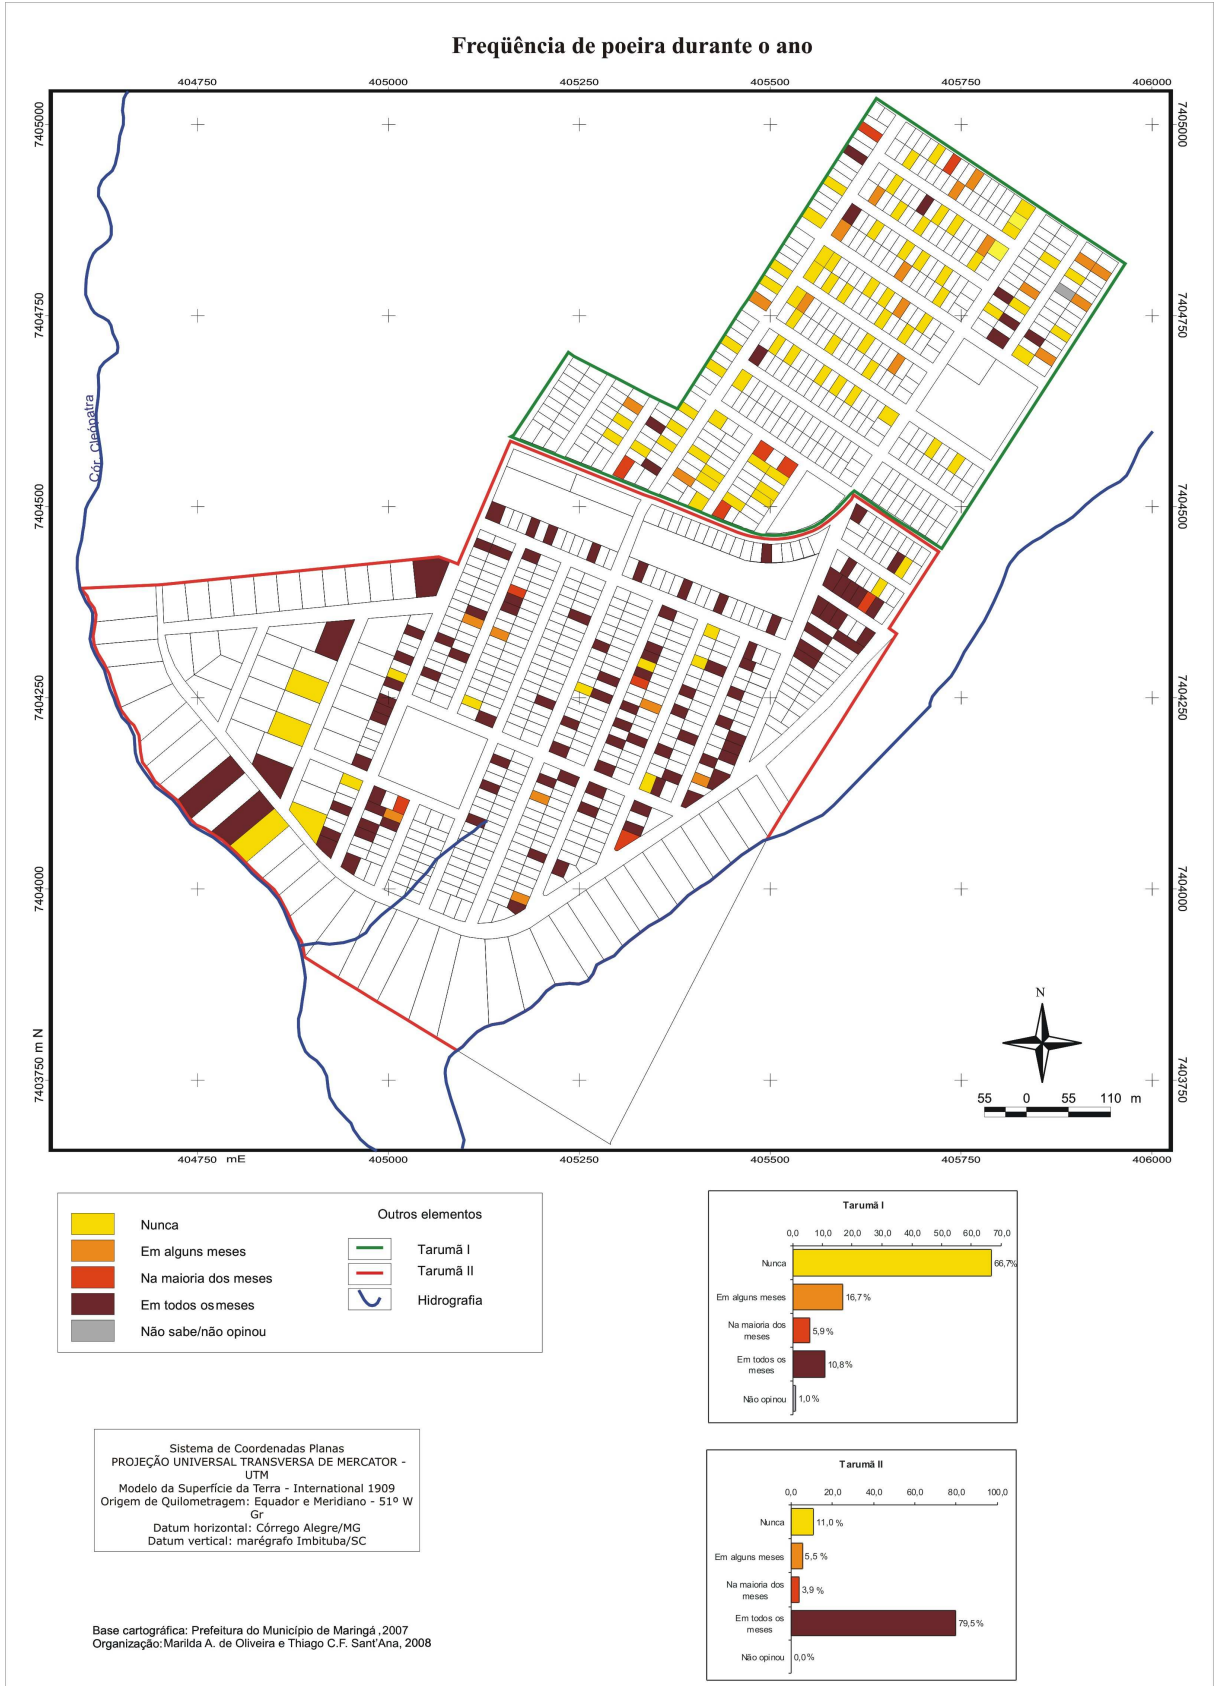 Freqüência de poeira durante o ano
404750 405000 405250 405500 405750 406000
7405000 7405000
7404750 7404750
Cór. Cleópatra
7404500 7404500
7404250 7404250
7404000 7404000
N
7403750 m N 7403750
55 0 55 110 m
404750 mE 405000 405250 405500 405750 406000
Nunca
Em alguns meses
Na maioria dos meses
Em todos os meses
Não sabe/não opinou
Outros elementos
Tarumã I
Tarumã II
Hidrografia
Tarumã I
0,0 10,0 20,0 30,0 40,0 50,0 60,0 70,0
Nunca 66,7%
Em alguns meses 16,7%
Na maioria dos
meses 5,9%
Em todos os
meses 10,8%
Não opinou 1,0%
Sistema de Coordenadas Planas
PROJEÇÃO UNIVERSAL TRANSVERSA DE MERCATOR -
UTM
Modelo da Superfície da Terra - International 1909
Origem de Quilometragem: Equador e Meridiano - 51º W
Gr
Datum horizontal: Córrego Alegre/MG
Datum vertical: marégrafo Imbituba/SC
Tarumã II
0,0 20,0 40,0 60,0 80,0 100,0
Nunca 11,0 %
Em alguns meses 5,5 %
Na maioria dos
meses 3,9%
Em todos os
meses 79,5%
Não opinou 0,0%
Base cartográfica: Prefeitura do Município de Maringá ,2007
Organização: Marilda A. de Oliveira e Thiago C.F. Sant'Ana, 2008